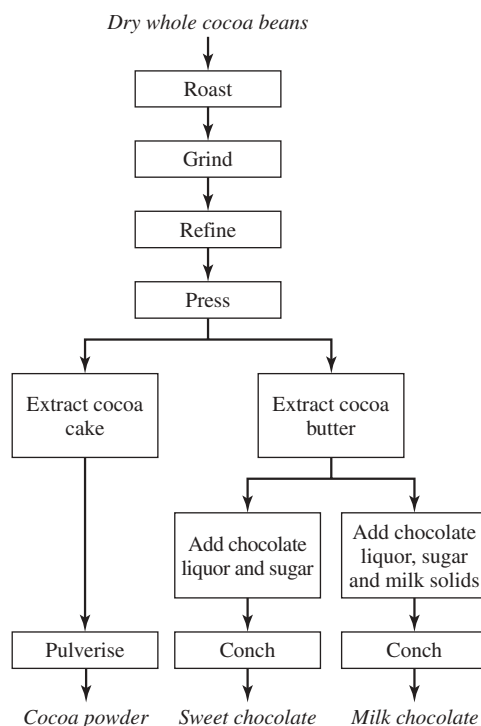 Dry whole cocoa beans
Roast
Grind
Refine
Press
Extract cocoa
cake
Extract cocoa
butter
Add chocolate
liquor and sugar
Add chocolate
liquor, sugar
and milk solids
Pulverise
Conch
Conch
Cocoa powder
Sweet chocolate
Milk chocolate